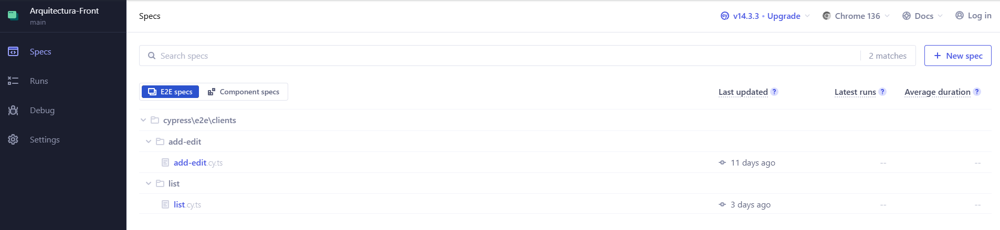 Arquitectura-Front
main
Specs
Runs
Debug
Settings
Specs
v14.3.3 • Upgrade
Chrome 136
Docs
Log in
Search specs
2 matches
+ New spec
E2E specs
Component specs
Last updated ?
Latest runs ?
Average duration ?
cypress\e2e\clients
add-edit
add-edit.cy.ts
11 days ago
--
--
list
list.cy.ts
3 days ago
--
--